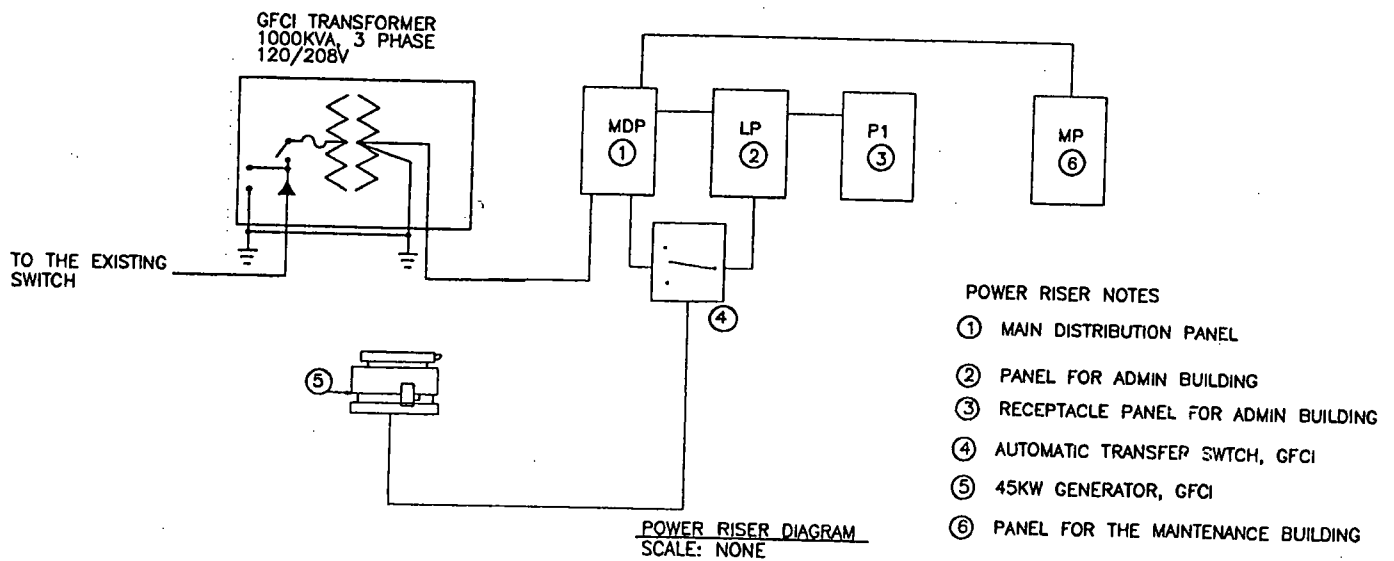 GFCI TRANSFORMER
1000KVA, 3 PHASE
120/208V
MDP
1
LP
2
P1
3
MP
6
TO THE EXISTING
SWITCH
4
5
POWER RISER NOTES
1 MAIN DISTRIBUTION PANEL
2 PANEL FOR ADMIN BUILDING
3 RECEPTACLE PANEL FOR ADMIN BUILDING
4 AUTOMATIC TRANSFER SWTCH, GFCI
5 45KW GENERATOR, GFCI
6 PANEL FOR THE MAINTENANCE BUILDING
POWER RISER DIAGRAM
SCALE: NONE